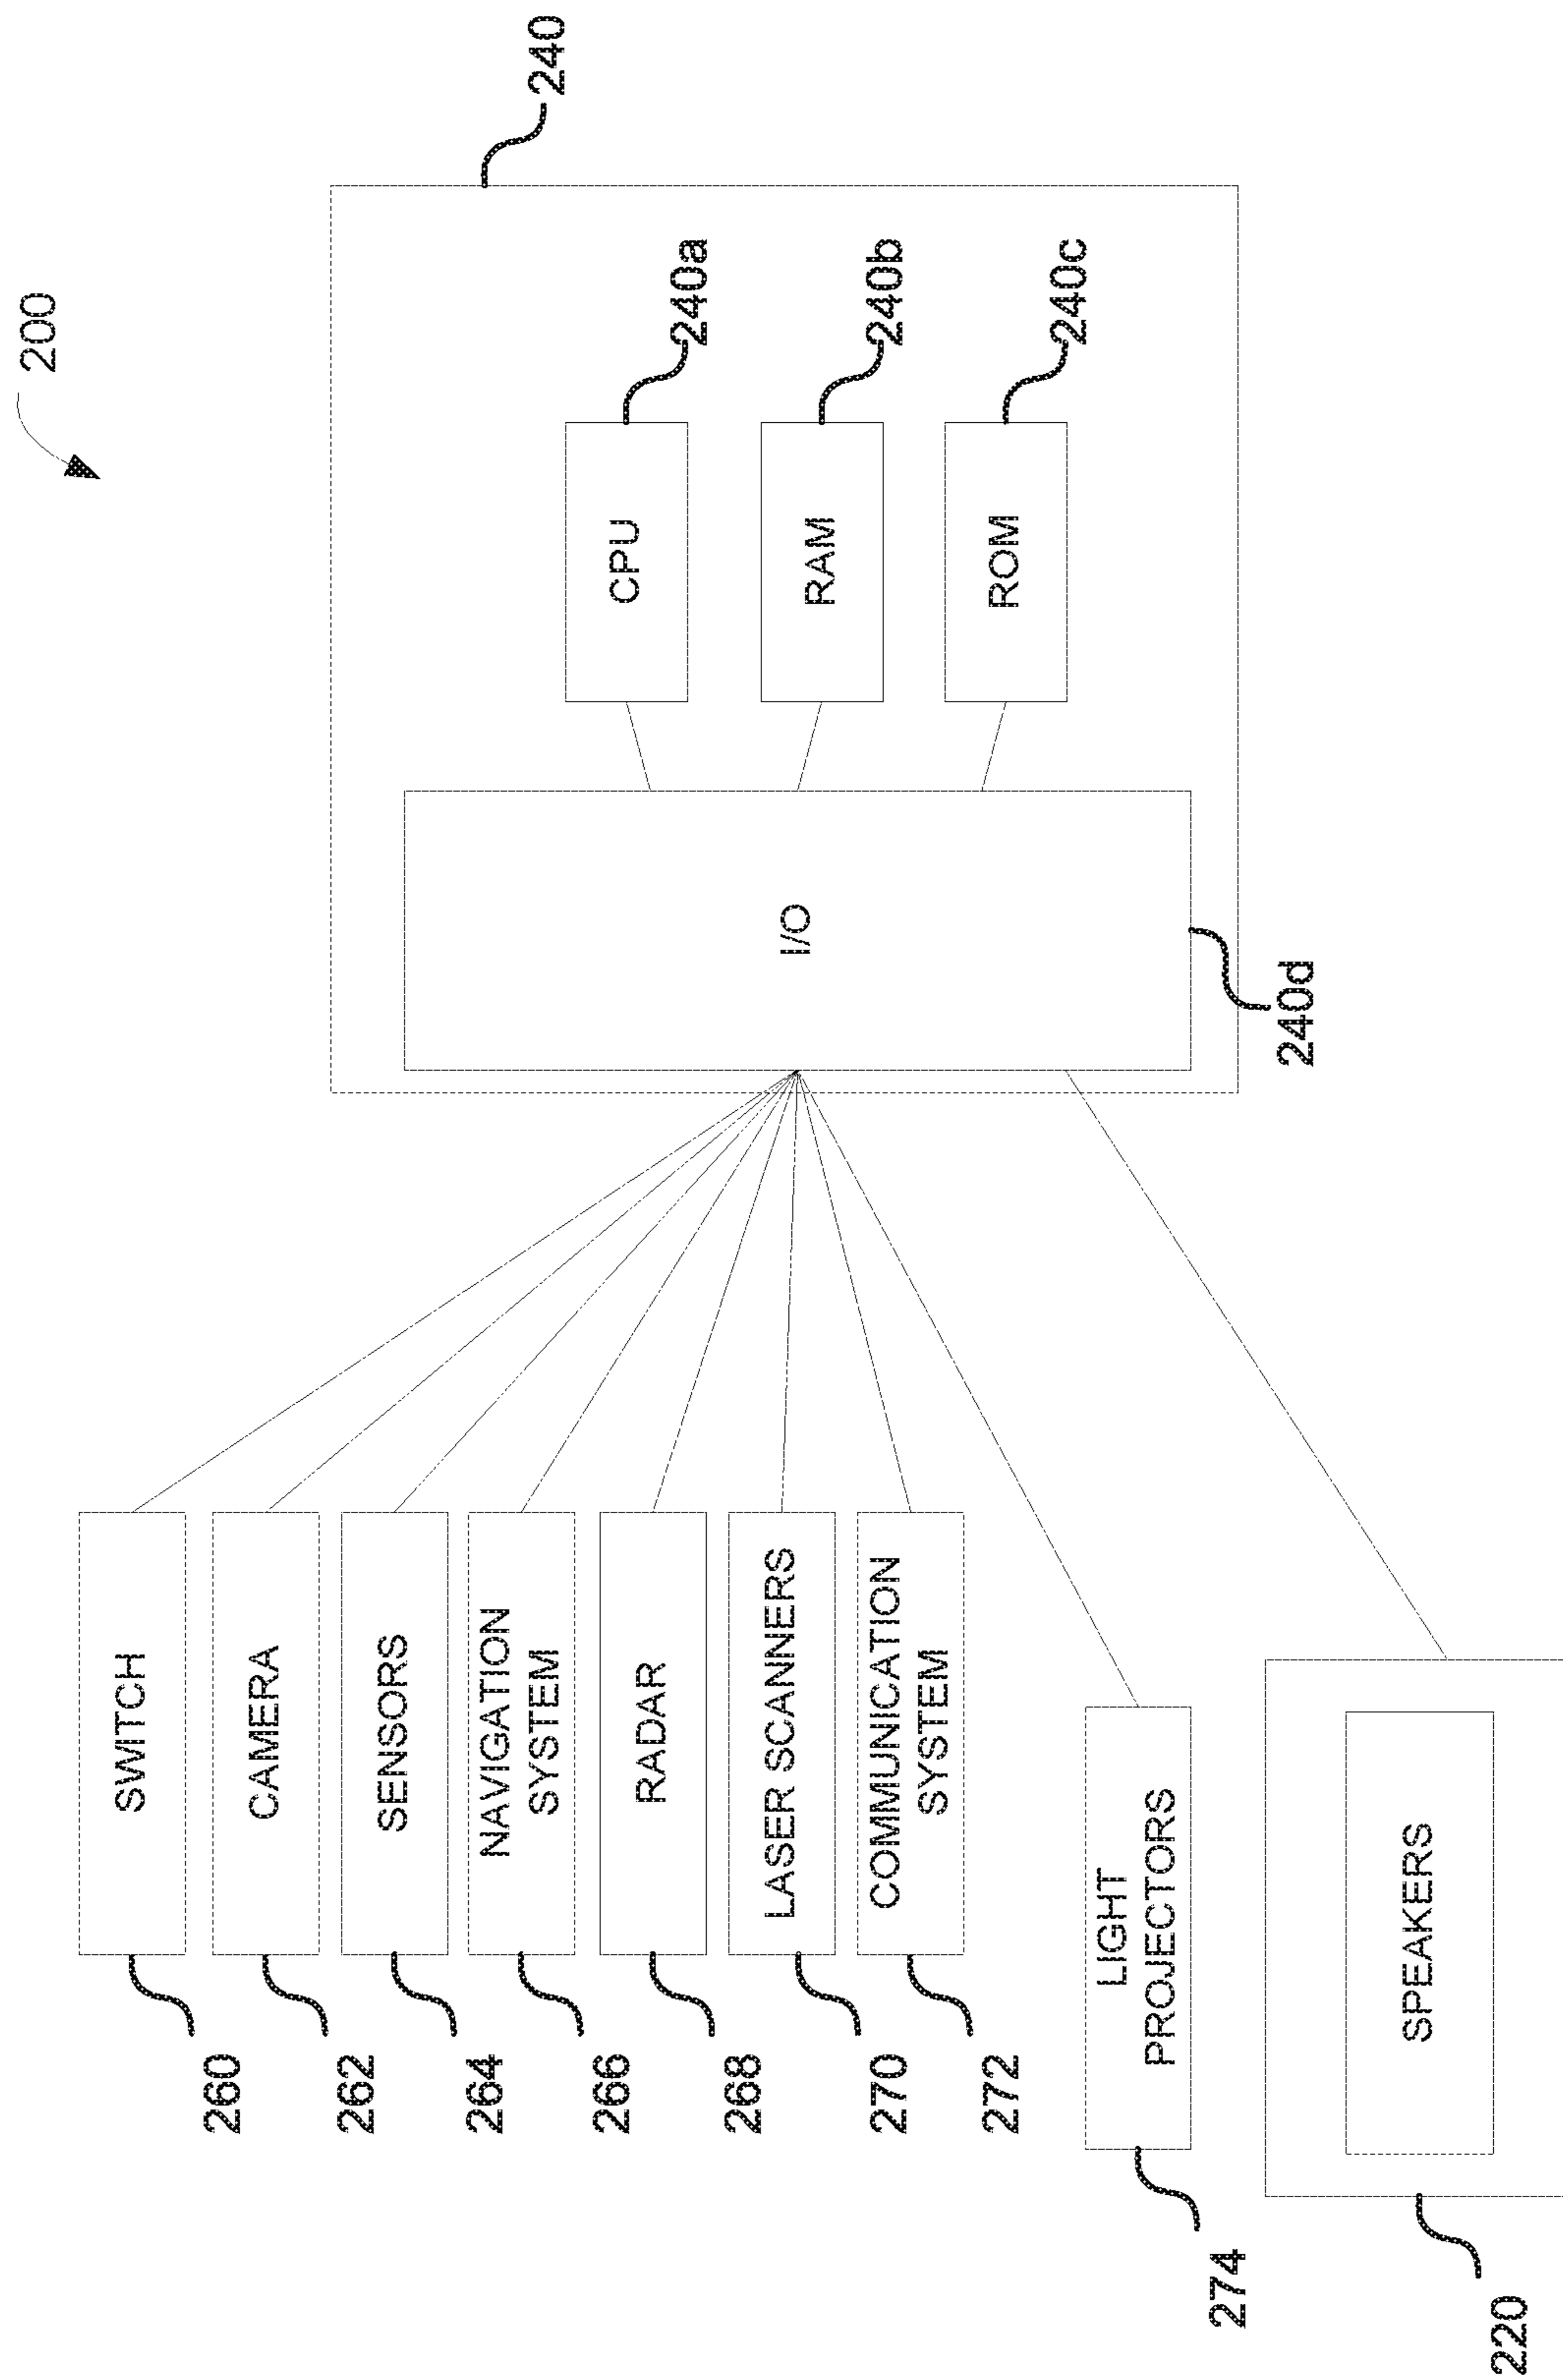 200
SWITCH
260
CAMERA
262
SENSORS
264
NAVIGATION
SYSTEM
266
RADAR
268
LASER SCANNERS
270
COMMUNICATION
SYSTEM
272
LIGHT
PROJECTORS
274
SPEAKERS
220
I/O
240d
240
CPU
240a
RAM
240b
ROM
240c